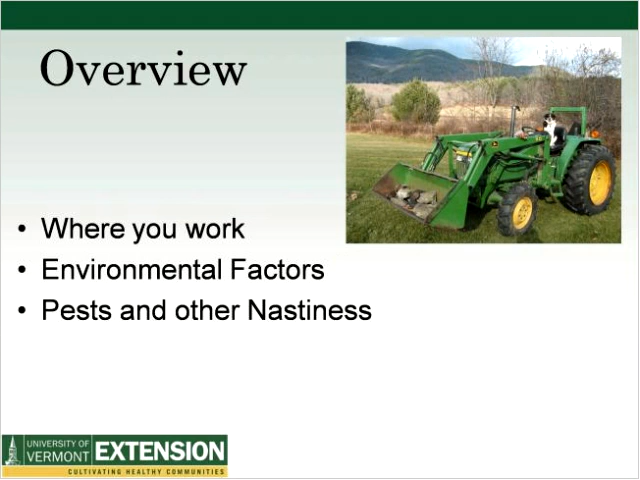 Overview
• Where you work
• Environmental Factors
• Pests and other Nastiness
UNIVERSITY OF
VERMONT
EXTENSION
CULTIVATING HEALTHY COMMUNITIES